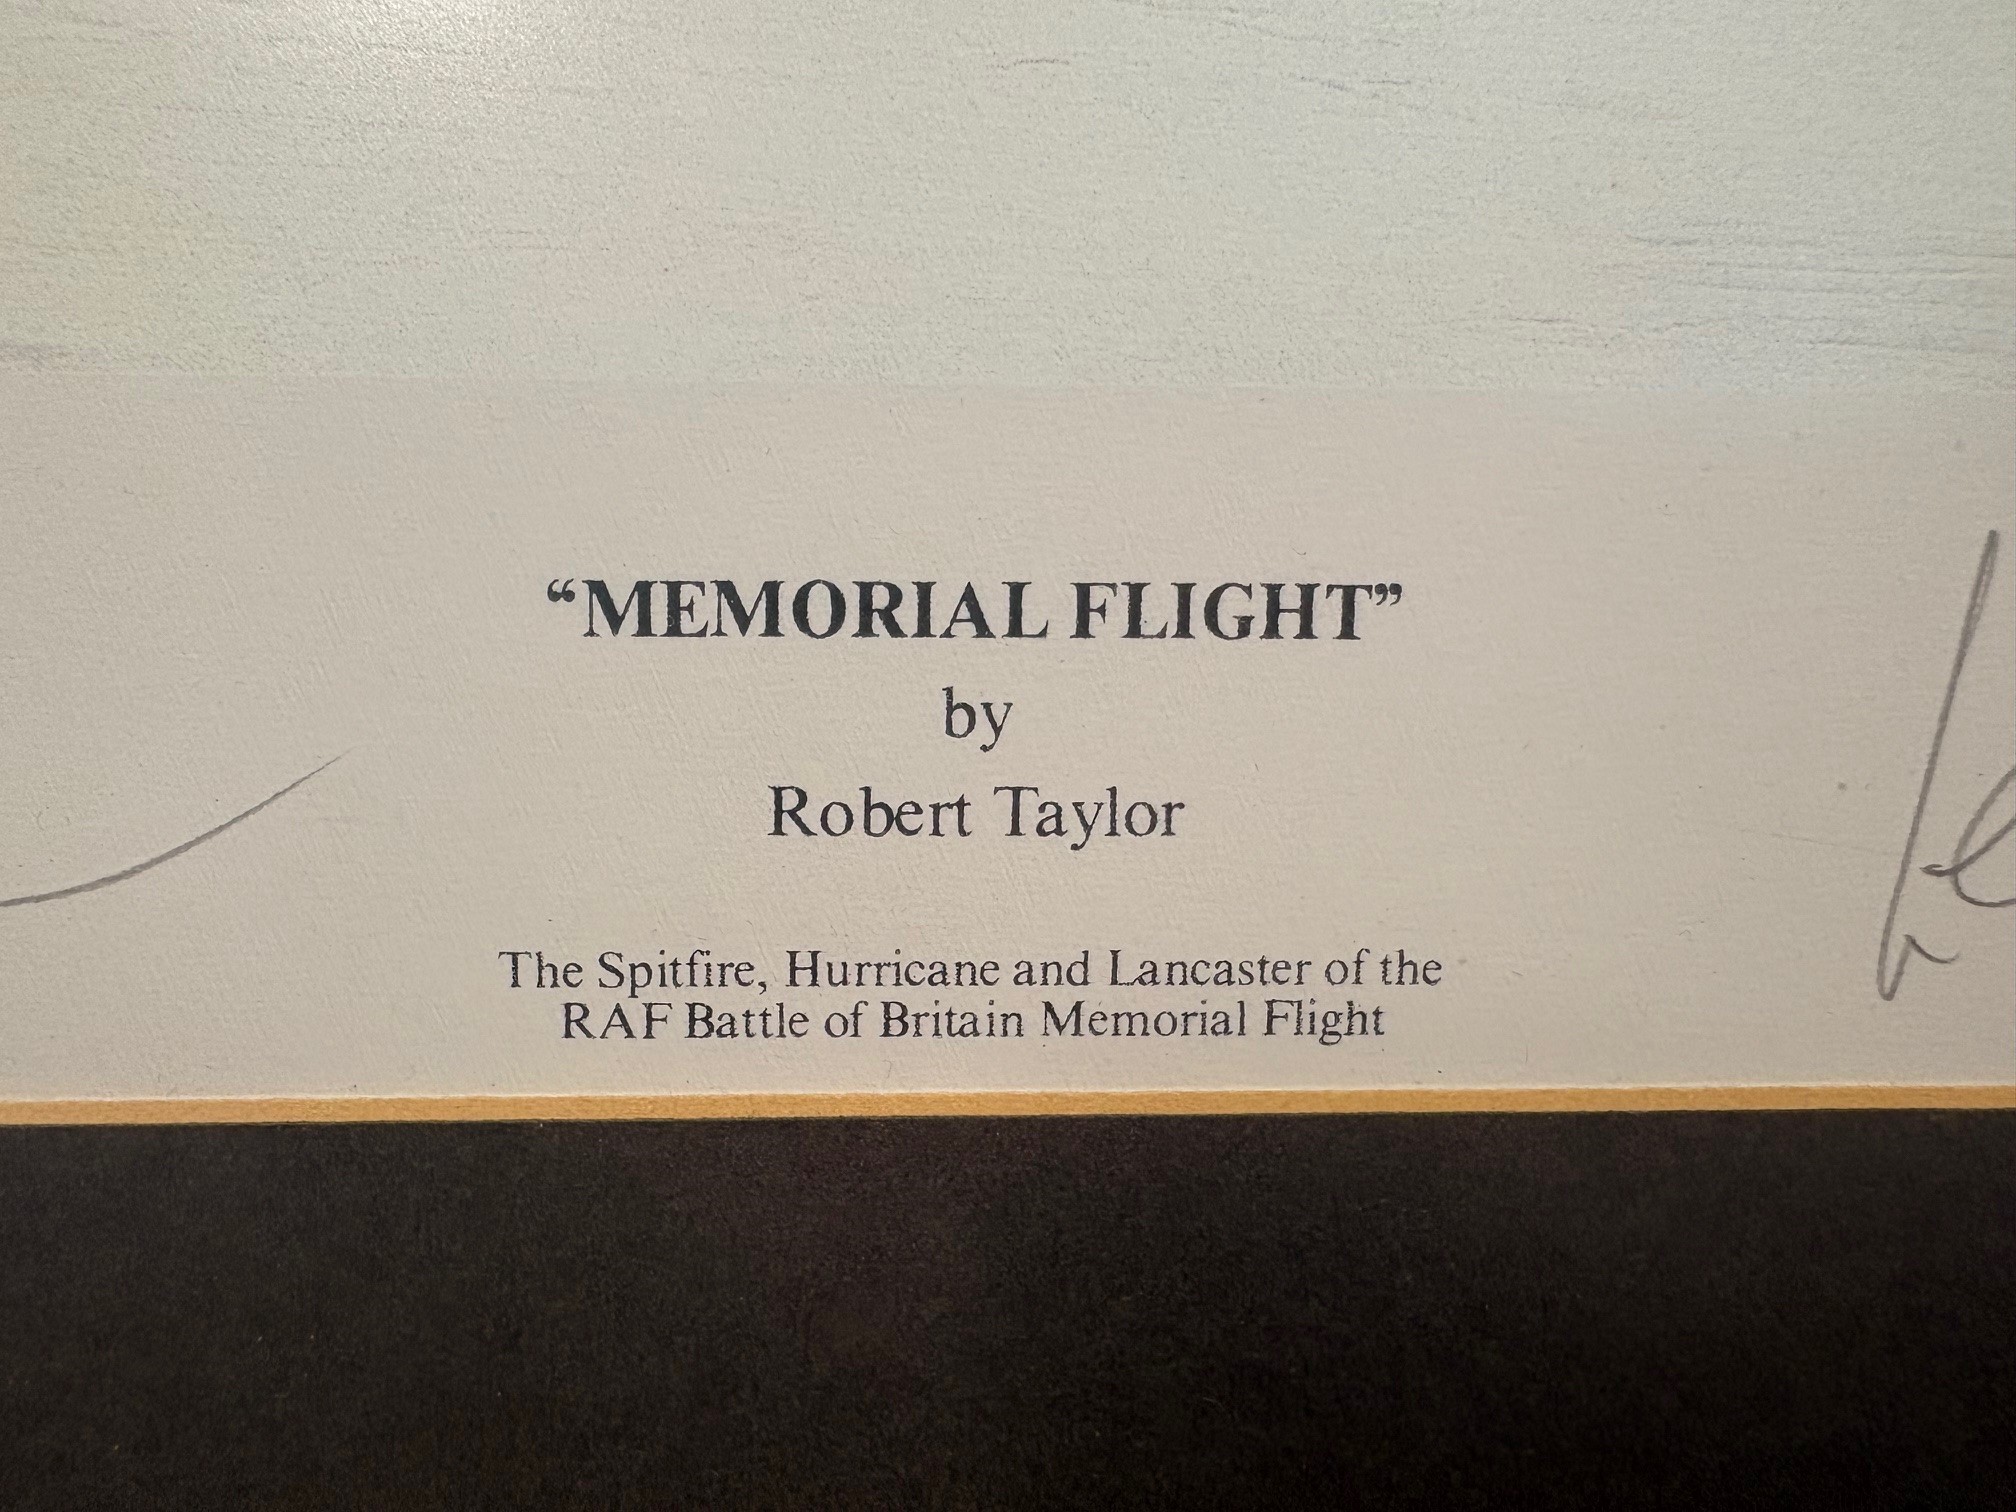 “MEMORIAL FLIGHT”
by
Robert Taylor
The Spitfire, Hurricane and Lancaster of the
RAF Battle of Britain Memorial Flight